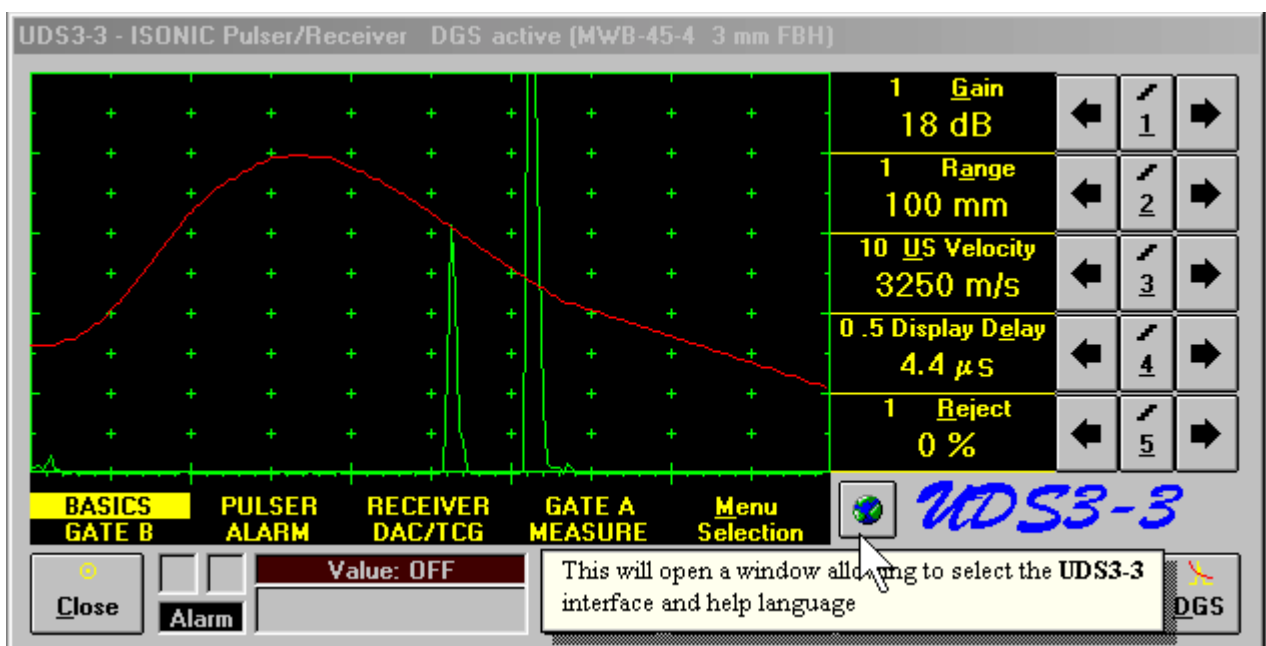 UDS3-3 - ISONIC Pulser/Receiver DGS active (MWB-45-4 3 mm FBH)
1 Gain
18 dB
1
1 Range
100 mm
2
10 US Velocity
3250 m/s
3
0 .5 Display Delay
4.4 µs
4
1 Reject
0 %
5
BASICS PULSER RECEIVER GATE A Menu
GATE B ALARM DAC/TCG MEASURE Selection
UDS3-3
Close
Alarm
Value: OFF
This will open a window allowing to select the UDS3-3
interface and help language
DGS